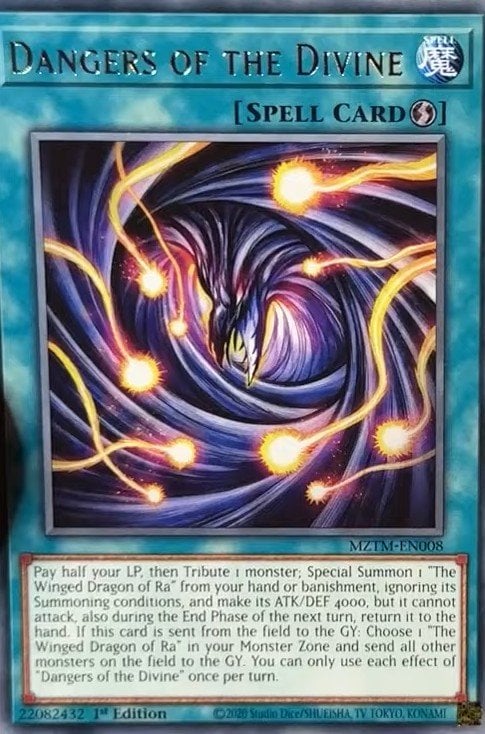 DANGERS OF THE DIVINE
SPELL
魔
[SPELL CARD]
MZTM-EN008
Pay half your LP, then Tribute 1 monster; Special Summon 1 "The
Winged Dragon of Ra" from your hand or banishment, ignoring its
Summoning conditions, and make its ATK/DEF 4000, but it cannot
attack, also during the End Phase of the next turn, return it to the
hand. If this card is sent from the field to the GY: Choose 1 "The
Winged Dragon of Ra" in your Monster Zone and send all other
monsters on the field to the GY. You can only use each effect of
"Dangers of the Divine" once per turn.
22082432 1st Edition ©2020 Studio Dice/SHUEISHA, TV TOKYO, KONAMI